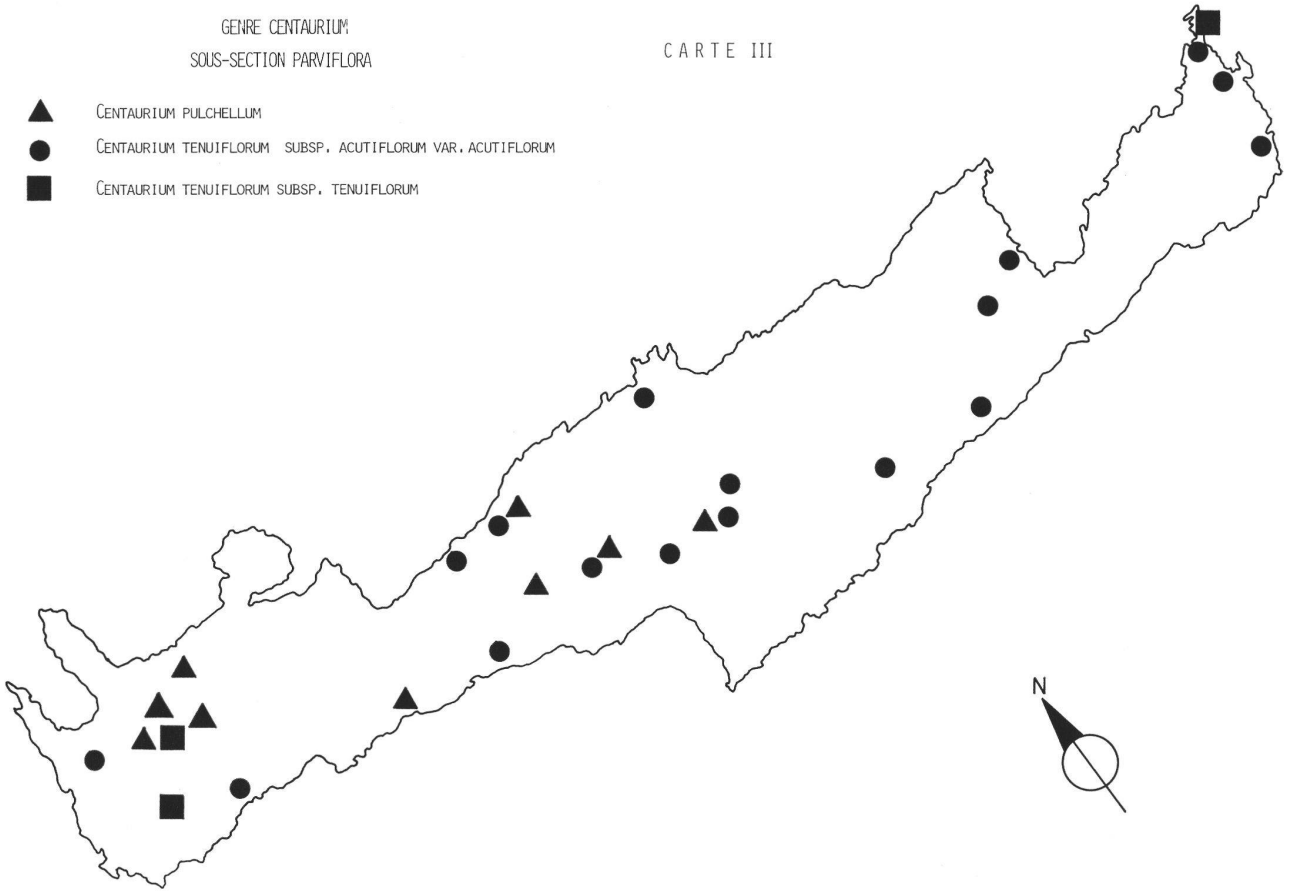 GENRE CENTAURIUM
SOUS-SECTION PARVIFLORA
CARTE III
CENTAURIUM PULCHELLUM
CENTAURIUM TENUIFLORUM SUBSP. ACUTIFLORUM VAR. ACUTIFLORUM
CENTAURIUM TENUIFLORUM SUBSP. TENUIFLORUM
N